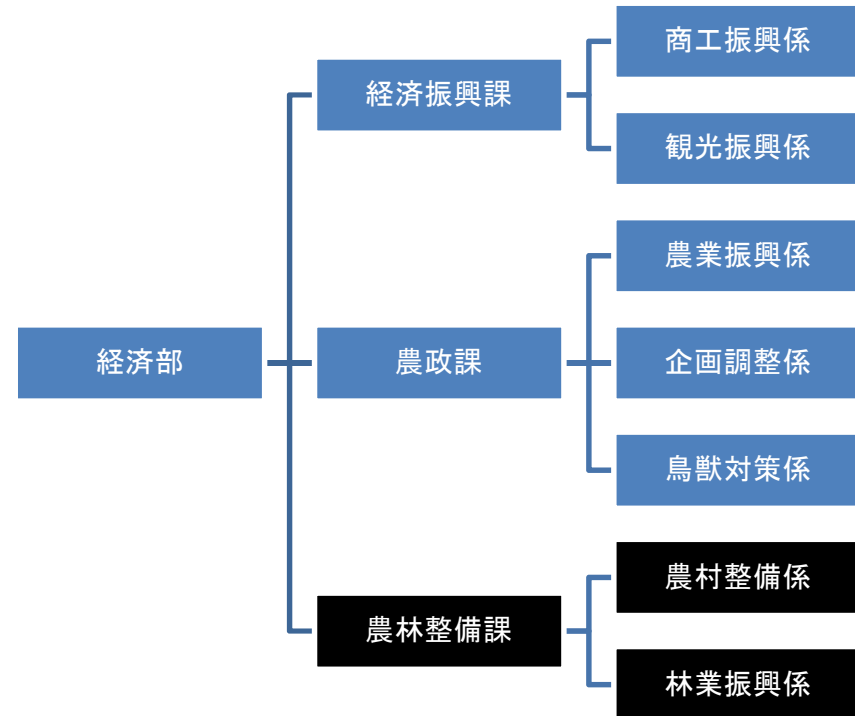 経済部
経済振興課
商工振興係
観光振興係
農政課
農業振興係
企画調整係
鳥獣対策係
農林整備課
農村整備係
林業振興係